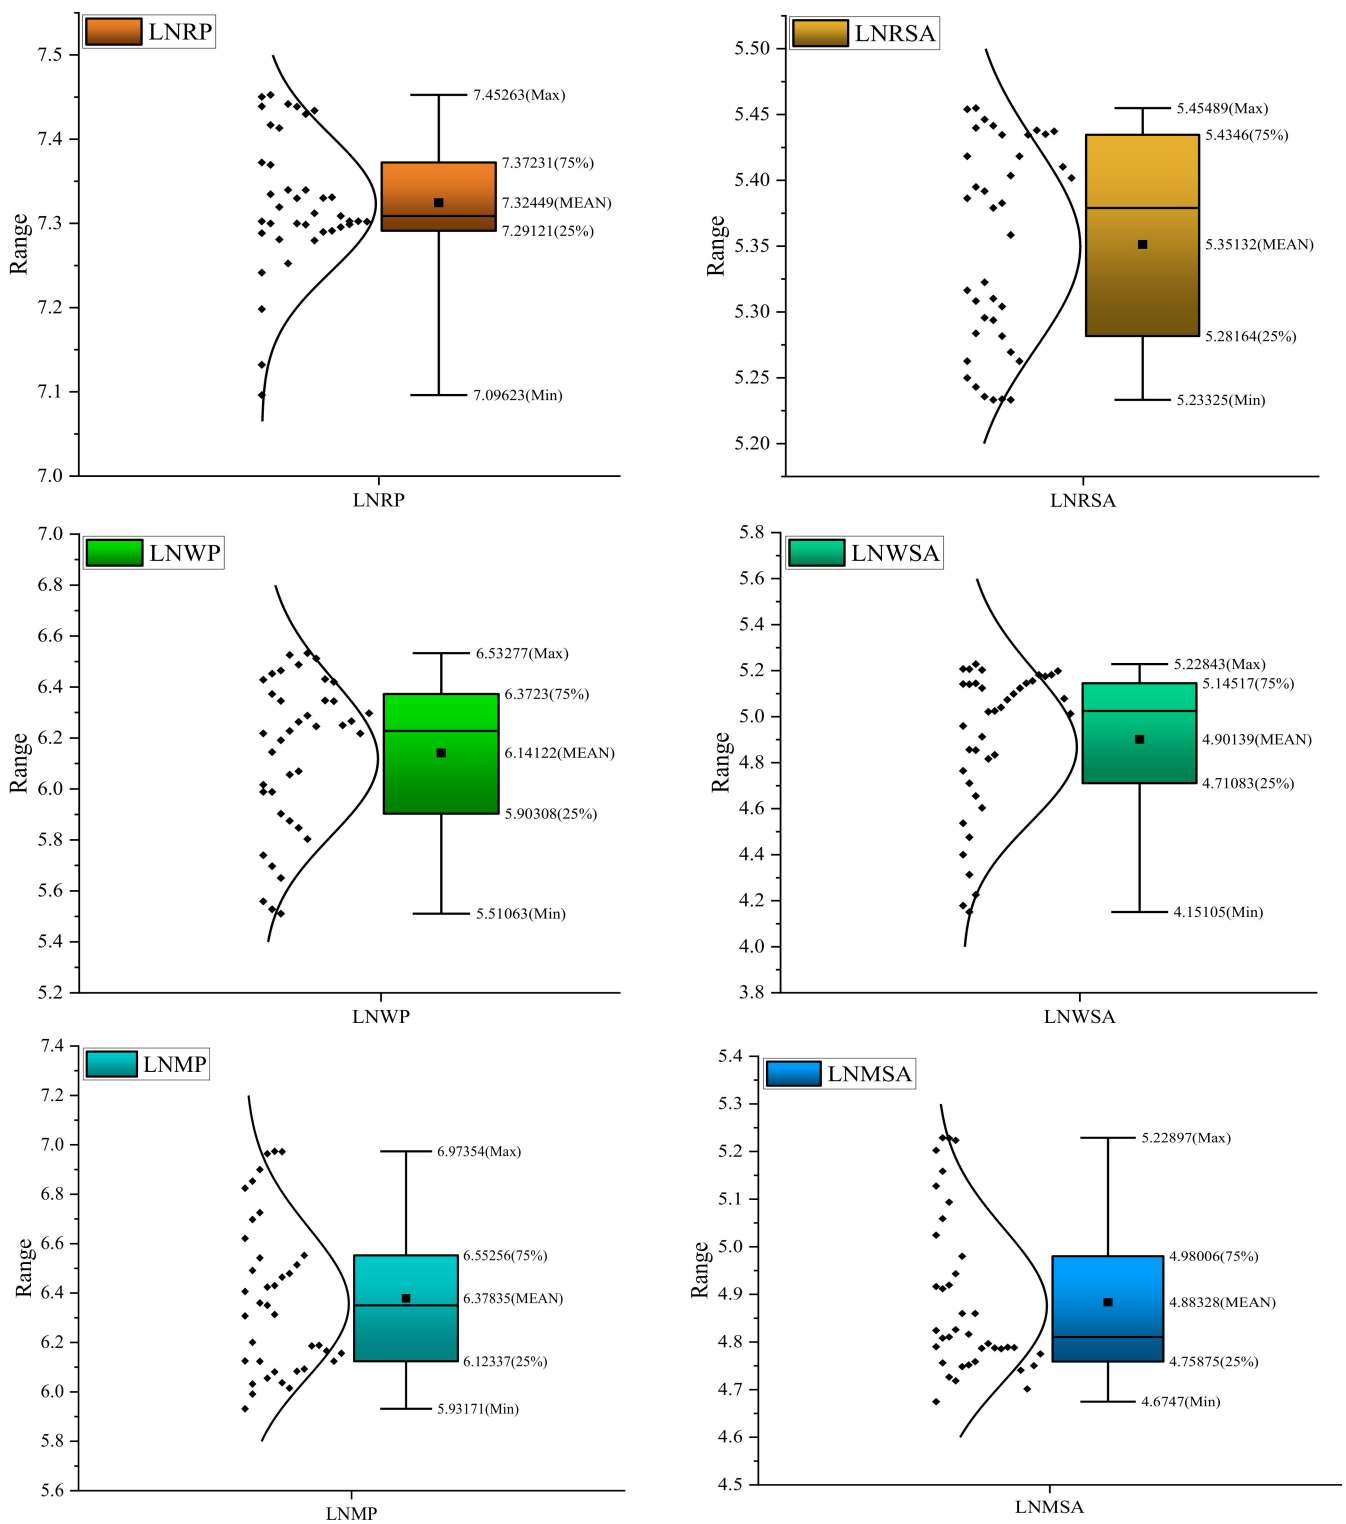 LNRP
7.5
7.4
7.3
7.2
7.1
7.0
Range
7.45263(Max)
7.37231(75%)
7.32449(MEAN)
7.29121(25%)
7.09623(Min)
LNRP
LNRSA
5.50
5.45
5.40
5.35
5.30
5.25
5.20
Range
5.45489(Max)
5.4346(75%)
5.35132(MEAN)
5.28164(25%)
5.23325(Min)
LNRSA
LNWP
7.0
6.8
6.6
6.4
6.2
6.0
5.8
5.6
5.4
5.2
Range
6.53277(Max)
6.3723(75%)
6.14122(MEAN)
5.90308(25%)
5.51063(Min)
LNWP
LNWSA
5.8
5.6
5.4
5.2
5.0
4.8
4.6
4.4
4.2
4.0
3.8
Range
5.22843(Max)
5.14517(75%)
4.90139(MEAN)
4.71083(25%)
4.15105(Min)
LNWSA
LNMP
7.4
7.2
7.0
6.8
6.6
6.4
6.2
6.0
5.8
5.6
Range
6.97354(Max)
6.55256(75%)
6.37835(MEAN)
6.12337(25%)
5.93171(Min)
LNMP
LNMSA
5.4
5.3
5.2
5.1
5.0
4.9
4.8
4.7
4.6
4.5
Range
5.22897(Max)
4.98006(75%)
4.88328(MEAN)
4.75875(25%)
4.6747(Min)
LNMSA